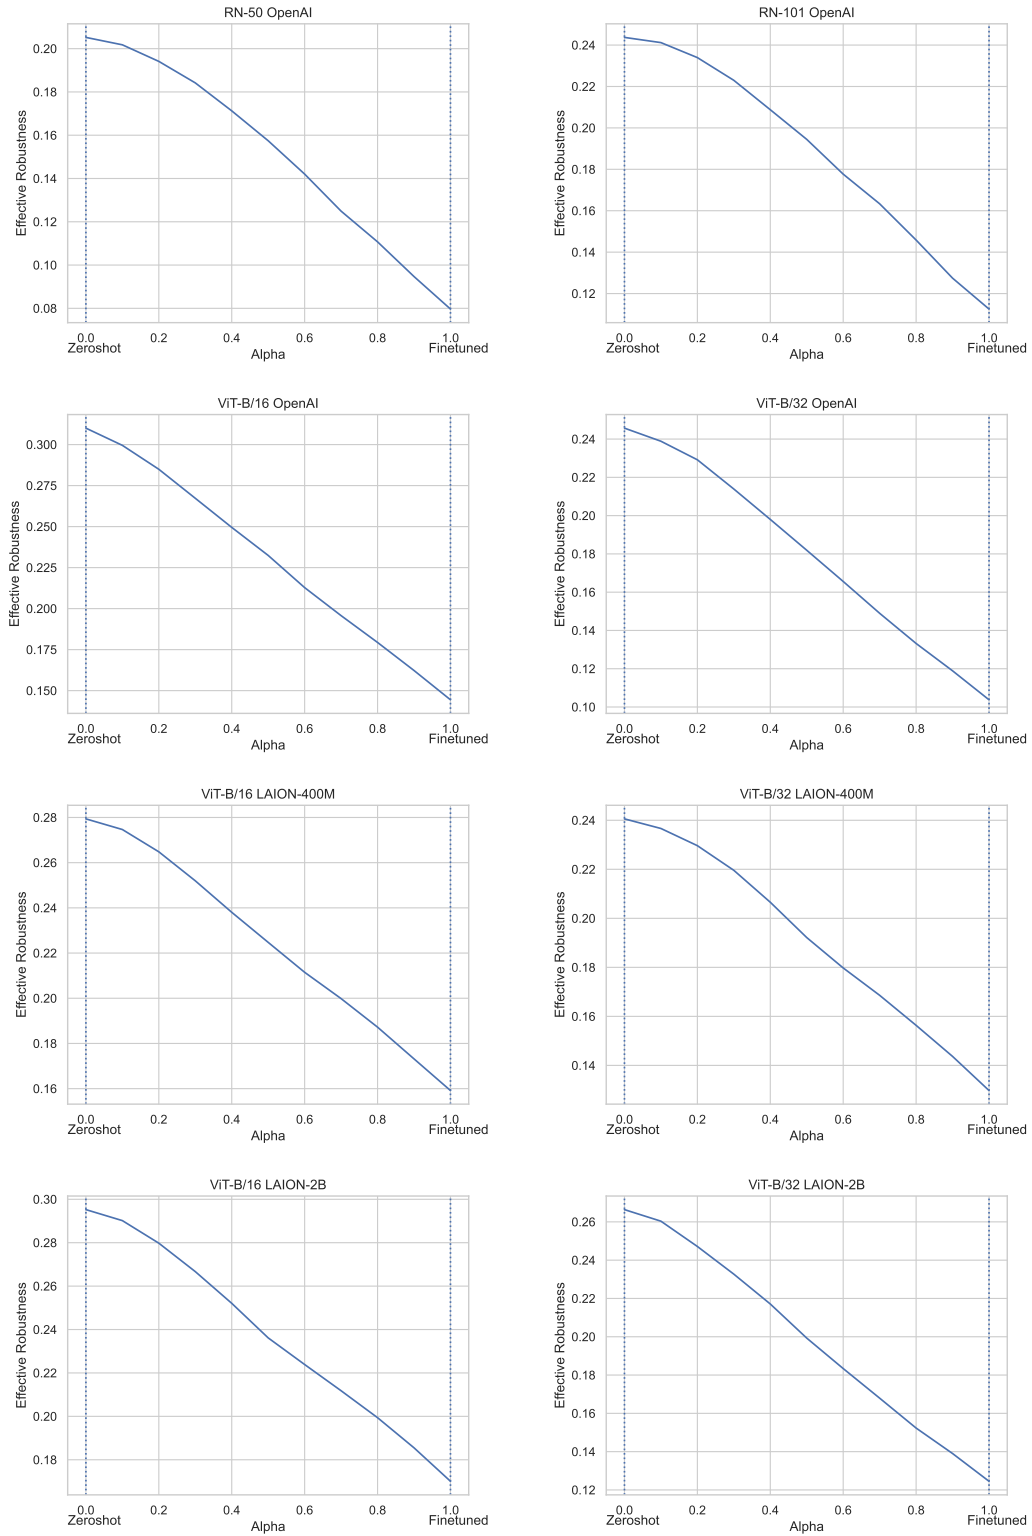 RN-50 OpenAI
Effective Robustness
0.20
0.18
0.16
0.14
0.12
0.10
0.08
0.0 0.2 0.4 0.6 0.8 1.0
Zeroshot Finetuned
Alpha
RN-101 OpenAI
Effective Robustness
0.24
0.22
0.20
0.18
0.16
0.14
0.12
0.0 0.2 0.4 0.6 0.8 1.0
Zeroshot Finetuned
Alpha
ViT-B/16 OpenAI
Effective Robustness
0.300
0.275
0.250
0.225
0.200
0.175
0.150
0.0 0.2 0.4 0.6 0.8 1.0
Zeroshot Finetuned
Alpha
ViT-B/32 OpenAI
Effective Robustness
0.24
0.22
0.20
0.18
0.16
0.14
0.12
0.10
0.0 0.2 0.4 0.6 0.8 1.0
Zeroshot Finetuned
Alpha
ViT-B/16 LAION-400M
Effective Robustness
0.28
0.26
0.24
0.22
0.20
0.18
0.16
0.0 0.2 0.4 0.6 0.8 1.0
Zeroshot Finetuned
Alpha
ViT-B/32 LAION-400M
Effective Robustness
0.24
0.22
0.20
0.18
0.16
0.14
0.0 0.2 0.4 0.6 0.8 1.0
Zeroshot Finetuned
Alpha
ViT-B/16 LAION-2B
Effective Robustness
0.30
0.28
0.26
0.24
0.22
0.20
0.18
0.0 0.2 0.4 0.6 0.8 1.0
Zeroshot Finetuned
Alpha
ViT-B/32 LAION-2B
Effective Robustness
0.26
0.24
0.22
0.20
0.18
0.16
0.14
0.12
0.0 0.2 0.4 0.6 0.8 1.0
Zeroshot Finetuned
Alpha